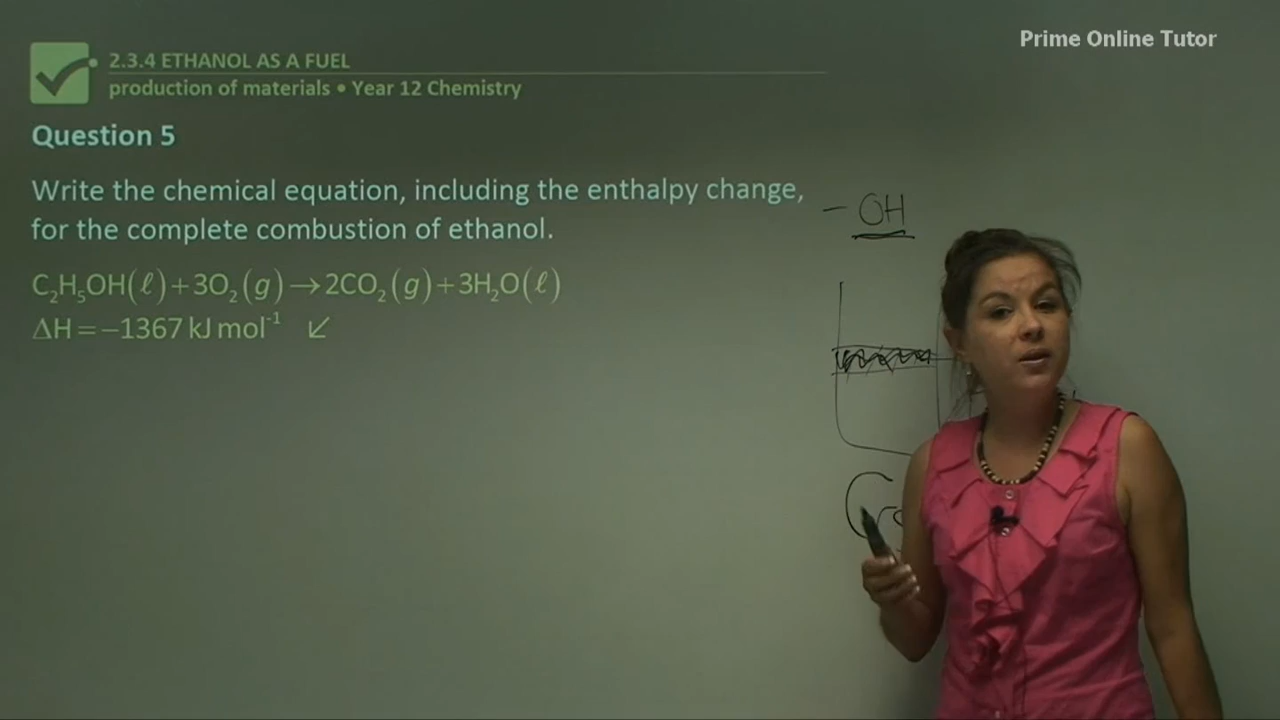 Prime Online Tutor
2.3.4 ETHANOL AS A FUEL
production of materials • Year 12 Chemistry
Question 5
Write the chemical equation, including the enthalpy change,
for the complete combustion of ethanol.
C₂H₅OH(ℓ)+3O₂(g)→2CO₂(g)+3H₂O(ℓ)
ΔH=−1367 kJ mol⁻¹ ↙
– OH